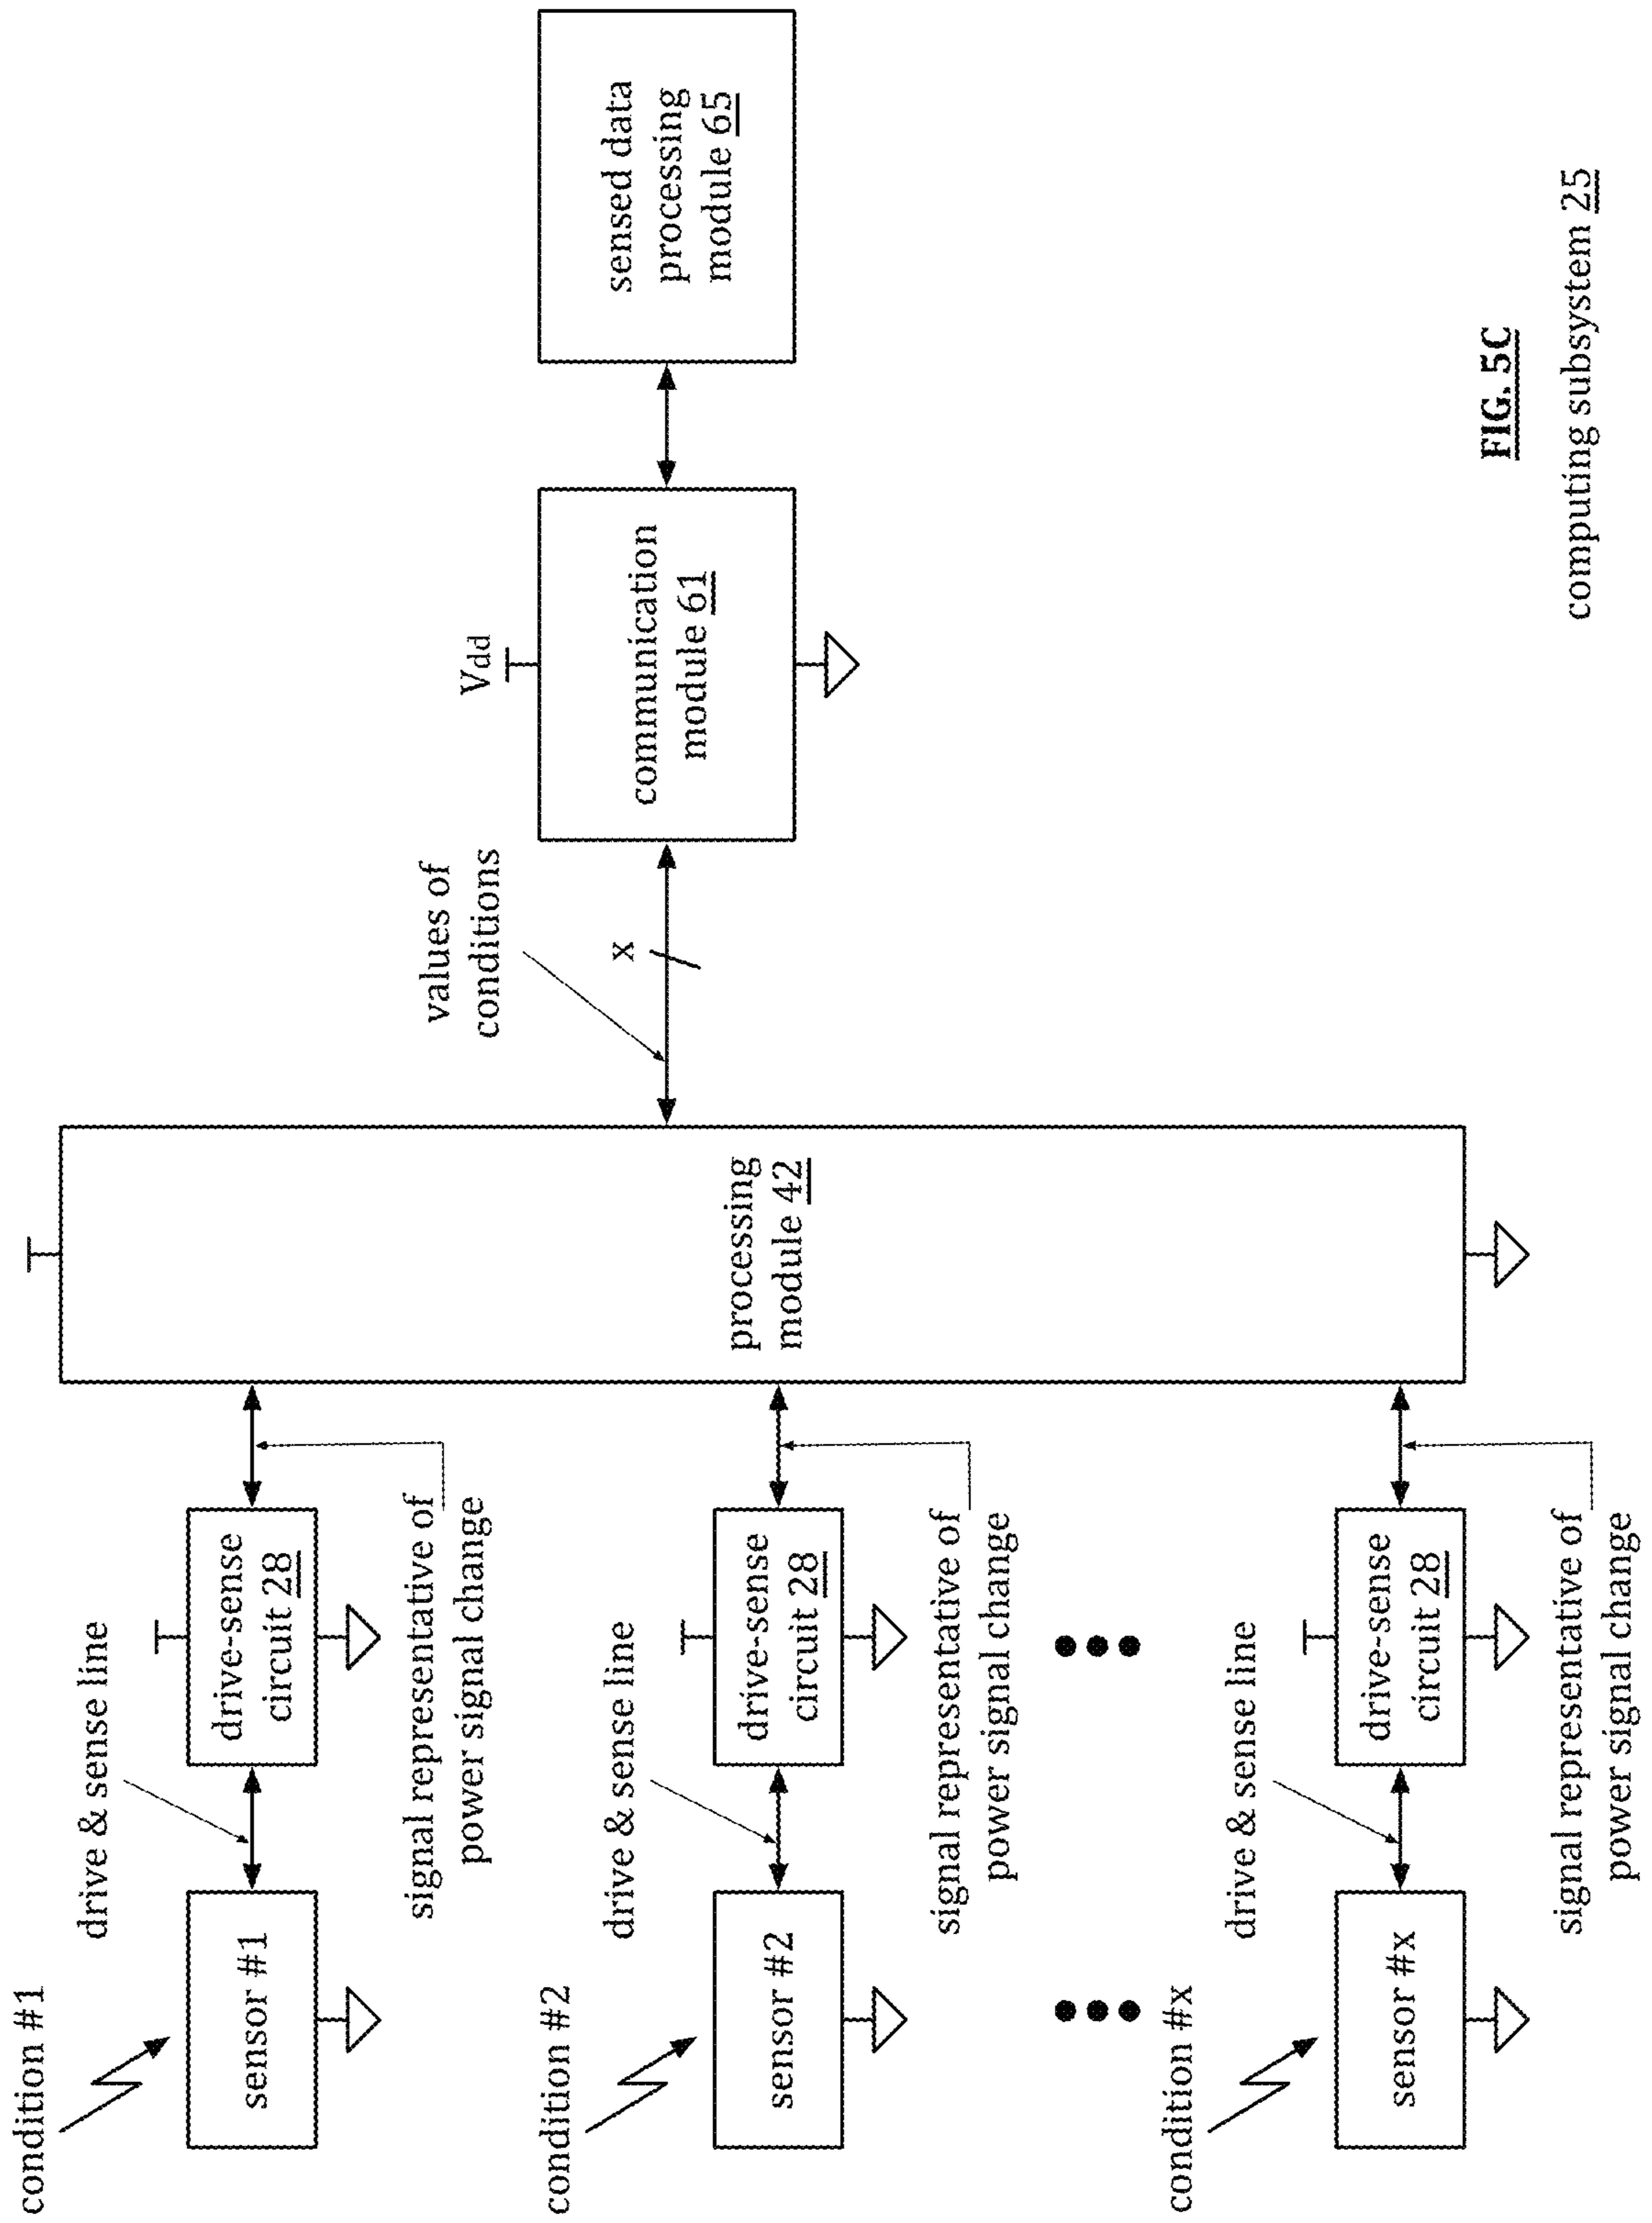 condition #1
drive & sense line
sensor #1
drive-sense
circuit 28
signal representative of
power signal change
condition #2
drive & sense line
sensor #2
drive-sense
circuit 28
signal representative of
power signal change
condition #x
drive & sense line
sensor #x
drive-sense
circuit 28
signal representative of
power signal change
processing
module 42
values of
conditions
x
Vdd
communication
module 61
sensed data
processing
module 65
FIG. 5C
computing subsystem 25